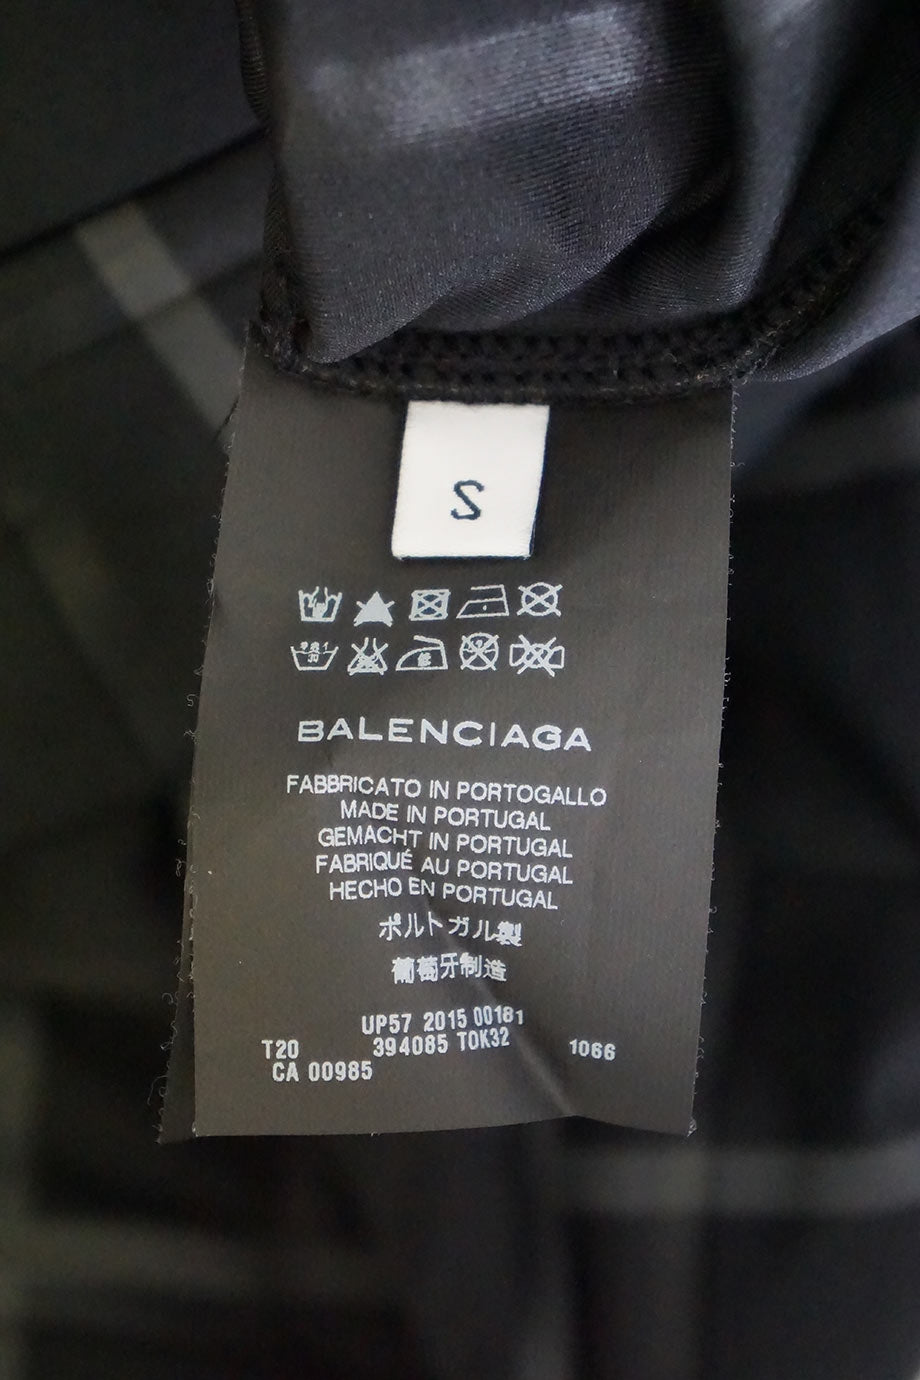 S
BALENCIAGA
FABBRICATO IN PORTOGALLO
MADE IN PORTUGAL
GEMACHT IN PORTUGAL
FABRIQUÉ AU PORTUGAL
HECHO EN PORTUGAL
ポルトガル製
葡萄牙制造
UP57 2015 00181
T20 394085 TOK32 1066
CA 00985